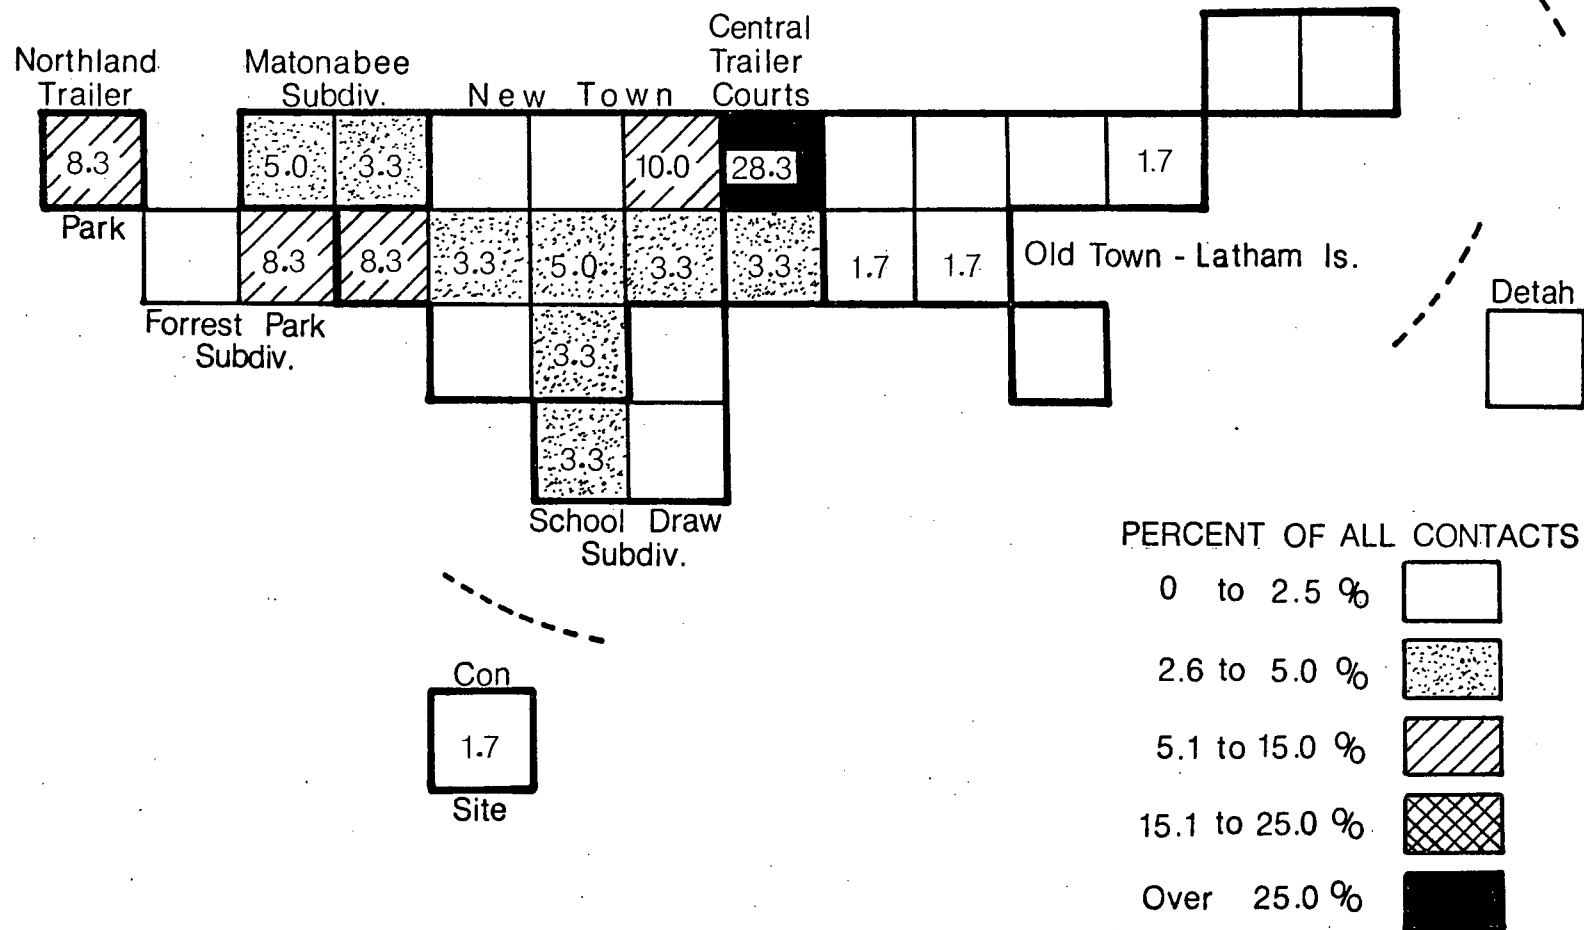 Central
Northland Matonabee Trailer
Trailer Subdiv. New Town Courts
8.3 5.0 3.3 10.0 28.3 1.7
Park
8.3 8.3 3.3 5.0 3.3 3.3 1.7 1.7 Old Town - Latham Is.
Detah
Forrest Park
Subdiv.
3.3
3.3
School Draw
Subdiv.
PERCENT OF ALL CONTACTS
0 to 2.5 %
2.6 to 5.0 %
5.1 to 15.0 %
15.1 to 25.0 %
Over 25.0 %
Con
1.7
Site